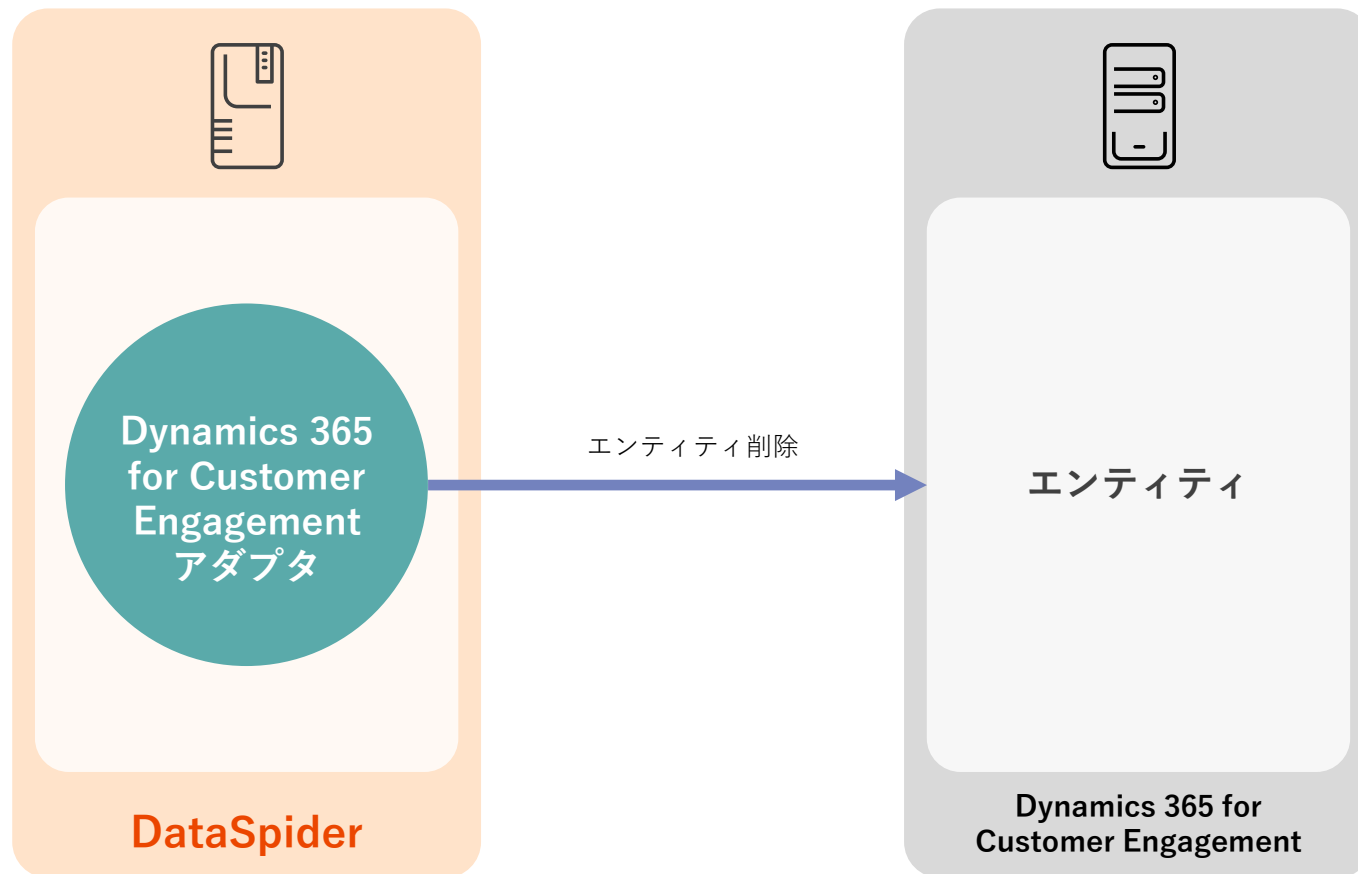 Dynamics 365
for Customer
Engagement
アダプタ
エンティティ削除
エンティティ
DataSpider
Dynamics 365 for
Customer Engagement